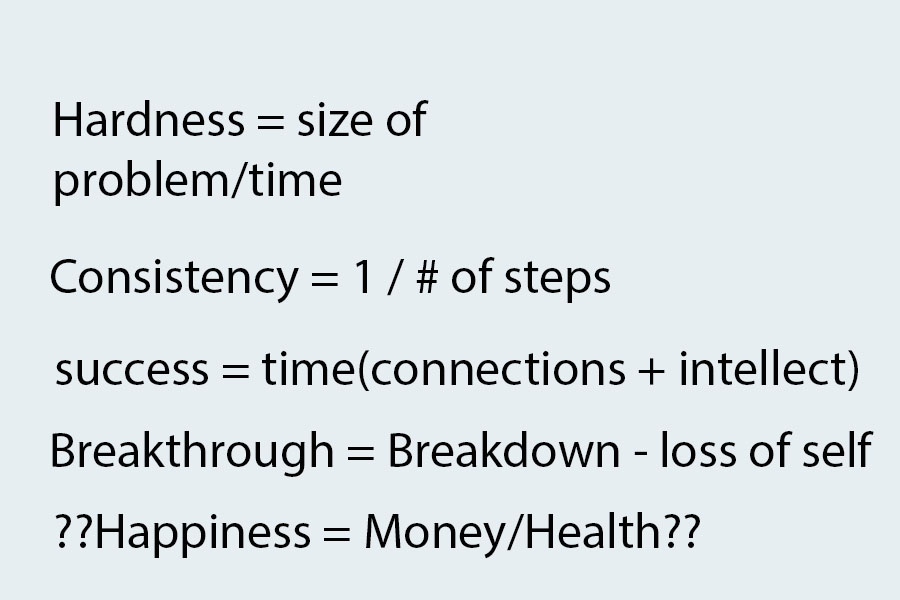 Hardness = size of
problem/time
Consistency = 1 / # of steps
success = time(connections + intellect)
Breakthrough = Breakdown - loss of self
??Happiness = Money/Health??